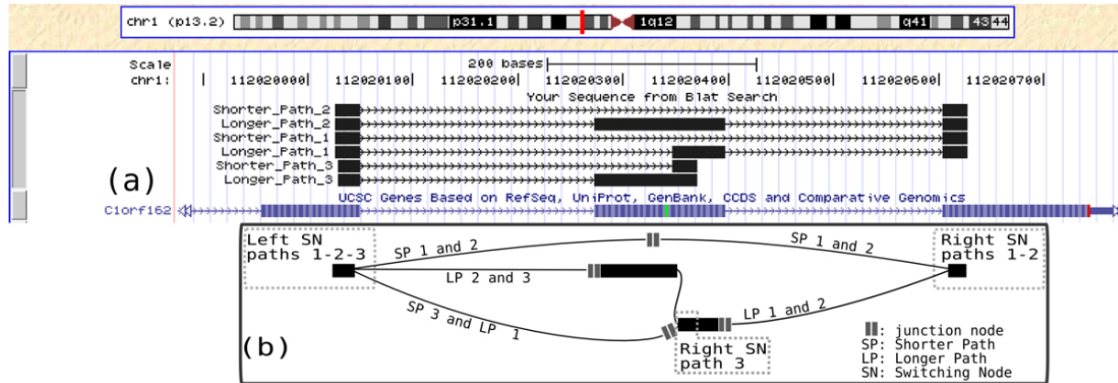 chr1 (p13.2) p31.1 1q12 q41 43 44
Scale 200 bases
chr1: 112020000 112020100 112020200 112020300 112020400 112020500 112020600 112020700
Your Sequence from Blat Search
Shorter_Path_2
Longer_Path_2
Shorter_Path_1
Longer_Path_1
Shorter_Path_3
Longer_Path_3
(a)
UCSC Genes Based on RefSeq, UniProt, GenBank, CCDS and Comparative Genomics
C1orf162
Left SN
paths 1-2-3
SP 1 and 2
SP 1 and 2
Right SN
paths 1-2
LP 2 and 3
SP 3 and LP 1
LP 1 and 2
(b)
Right SN
path 3
: junction node
SP: Shorter Path
LP: Longer Path
SN: Switching Node